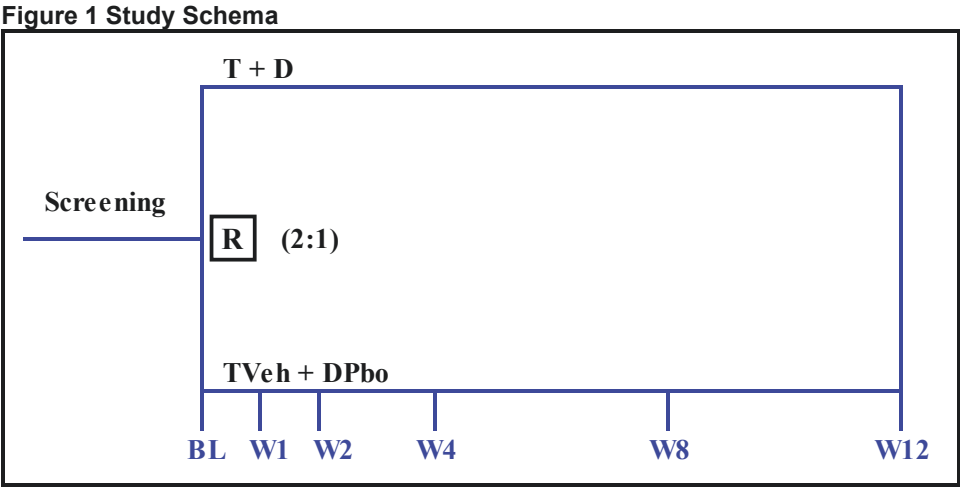 Figure 1 Study Schema
T + D
Screening
R (2:1)
TVeh + DPbo
BL W1 W2 W4 W8 W12